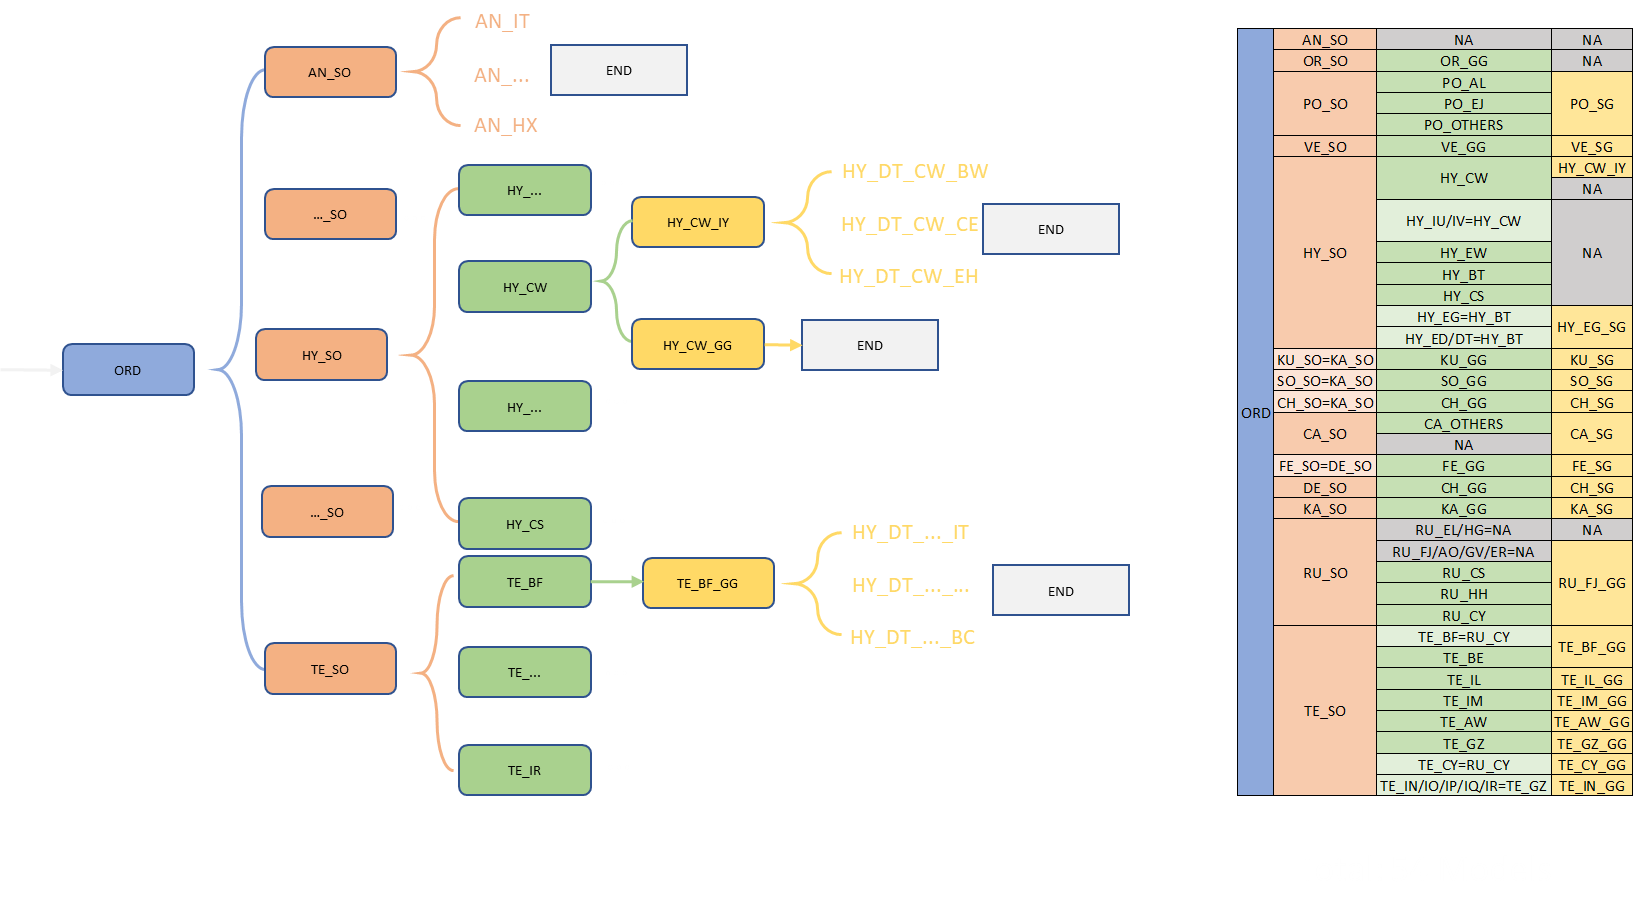 AN_IT
AN_SO
AN_...
END
AN_HX
HY_...
HY_DT_CW_BW
..._SO
HY_CW_IY
HY_DT_CW_CE
END
HY_CW
HY_DT_CW_EH
HY_SO
HY_CW_GG
END
ORD
HY_...
..._SO
HY_CS
HY_DT_..._IT
TE_BF
TE_BF_GG
HY_DT_..._...
END
HY_DT_..._BC
TE_SO
TE_...
TE_IR
ORD
AN_SO NA NA
OR_SO OR_GG NA
PO_AL
PO_SO PO_EJ PO_SG
PO_OTHERS
VE_SO VE_GG VE_SG
HY_CW HY_CW_IY
NA
HY_IU/IV=HY_CW
HY_SO HY_EW NA
HY_BT
HY_CS
HY_EG=HY_BT HY_EG_SG
HY_ED/DT=HY_BT
KU_SO=KA_SO KU_GG KU_SG
SO_SO=KA_SO SO_GG SO_SG
CH_SO=KA_SO CH_GG CH_SG
CA_SO CA_OTHERS CA_SG
NA
FE_SO=DE_SO FE_GG FE_SG
DE_SO CH_GG CH_SG
KA_SO KA_GG KA_SG
RU_EL/HG=NA NA
RU_FJ/AO/GV/ER=NA
RU_SO RU_CS RU_FJ_GG
RU_HH
RU_CY
TE_BF=RU_CY TE_BF_GG
TE_BE
TE_IL TE_IL_GG
TE_SO TE_IM TE_IM_GG
TE_AW TE_AW_GG
TE_GZ TE_GZ_GG
TE_CY=RU_CY TE_CY_GG
TE_IN/IO/IP/IQ/IR=TE_GZ TE_IN_GG